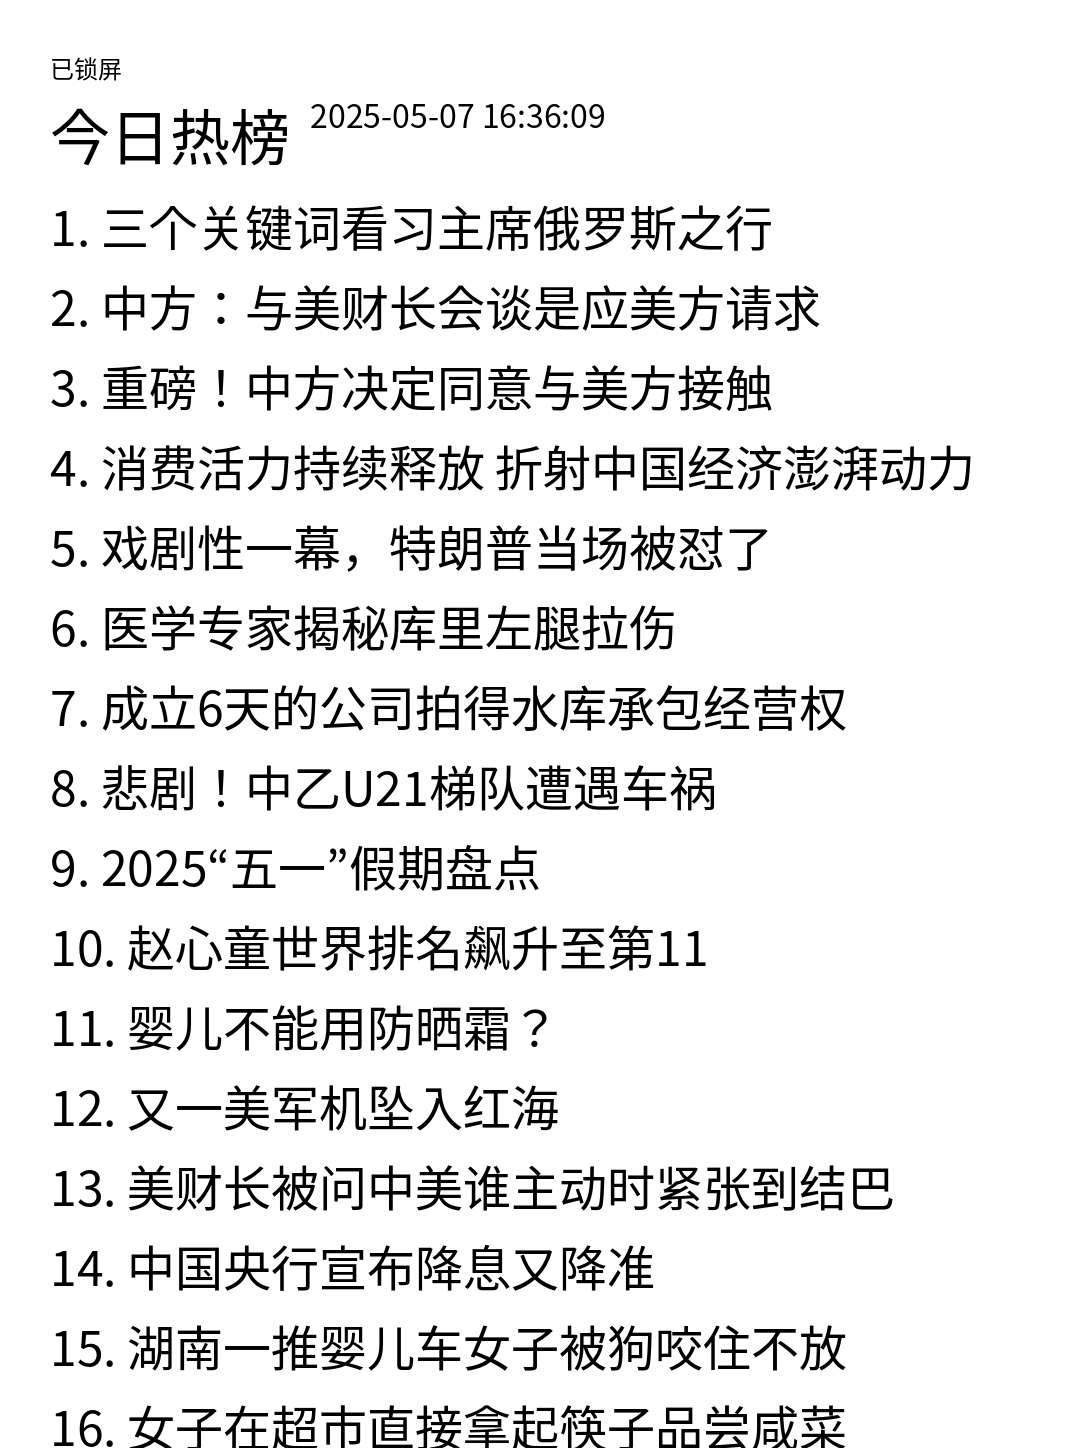 已锁屏
今日热榜 2025-05-07 16:36:09
1. 三个关键词看习主席俄罗斯之行
2. 中方：与美财长会谈是应美方请求
3. 重磅！中方决定同意与美方接触
4. 消费活力持续释放 折射中国经济澎湃动力
5. 戏剧性一幕，特朗普当场被怼了
6. 医学专家揭秘库里左腿拉伤
7. 成立6天的公司拍得水库承包经营权
8. 悲剧！中乙U21梯队遭遇车祸
9. 2025“五一”假期盘点
10. 赵心童世界排名飙升至第11
11. 婴儿不能用防晒霜？
12. 又一美军机坠入红海
13. 美财长被问中美谁主动时紧张到结巴
14. 中国央行宣布降息又降准
15. 湖南一推婴儿车女子被狗咬住不放
16. 女子在超市直接拿起筷子品尝咸菜